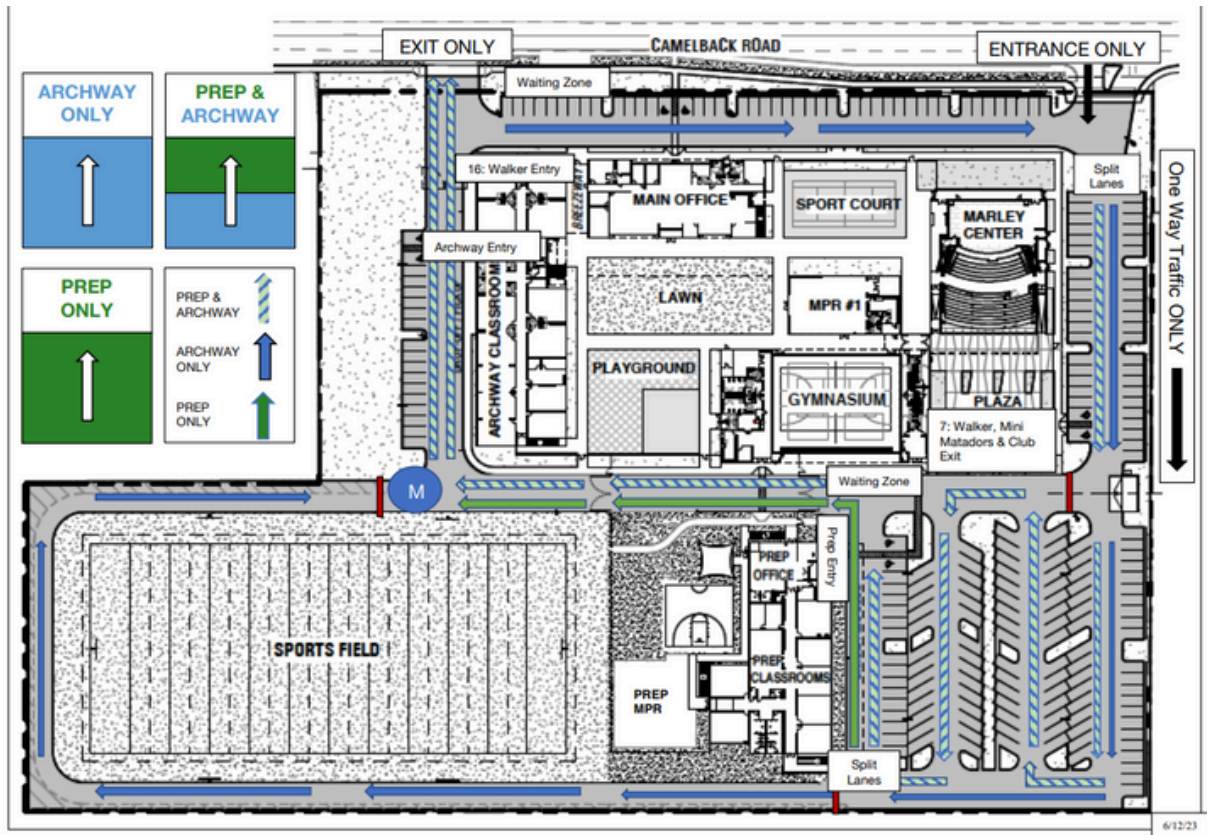 EXIT ONLY
CAMELBACK ROAD
ENTRANCE ONLY
Waiting Zone
ARCHWAY
ONLY
PREP &
ARCHWAY
16: Walker Entry
BREEZEWAY
MAIN OFFICE
SPORT COURT
MARLEY
CENTER
Split
Lanes
One Way Traffic ONLY
Archway Entry
ARCHWAY CLASSROOM
LAWN
MPR #1
PREP
ONLY
PREP &
ARCHWAY
ARCHWAY
ONLY
PREP
ONLY
PLAYGROUND
GYMNASIUM
PLAZA
7: Walker, Mini
Matadors & Club
Exit
M
Waiting Zone
Prep Entry
PREP
OFFICE
SPORTS FIELD
PREP
CLASSROOMS
PREP
MPR
Split
Lanes
6/12/23